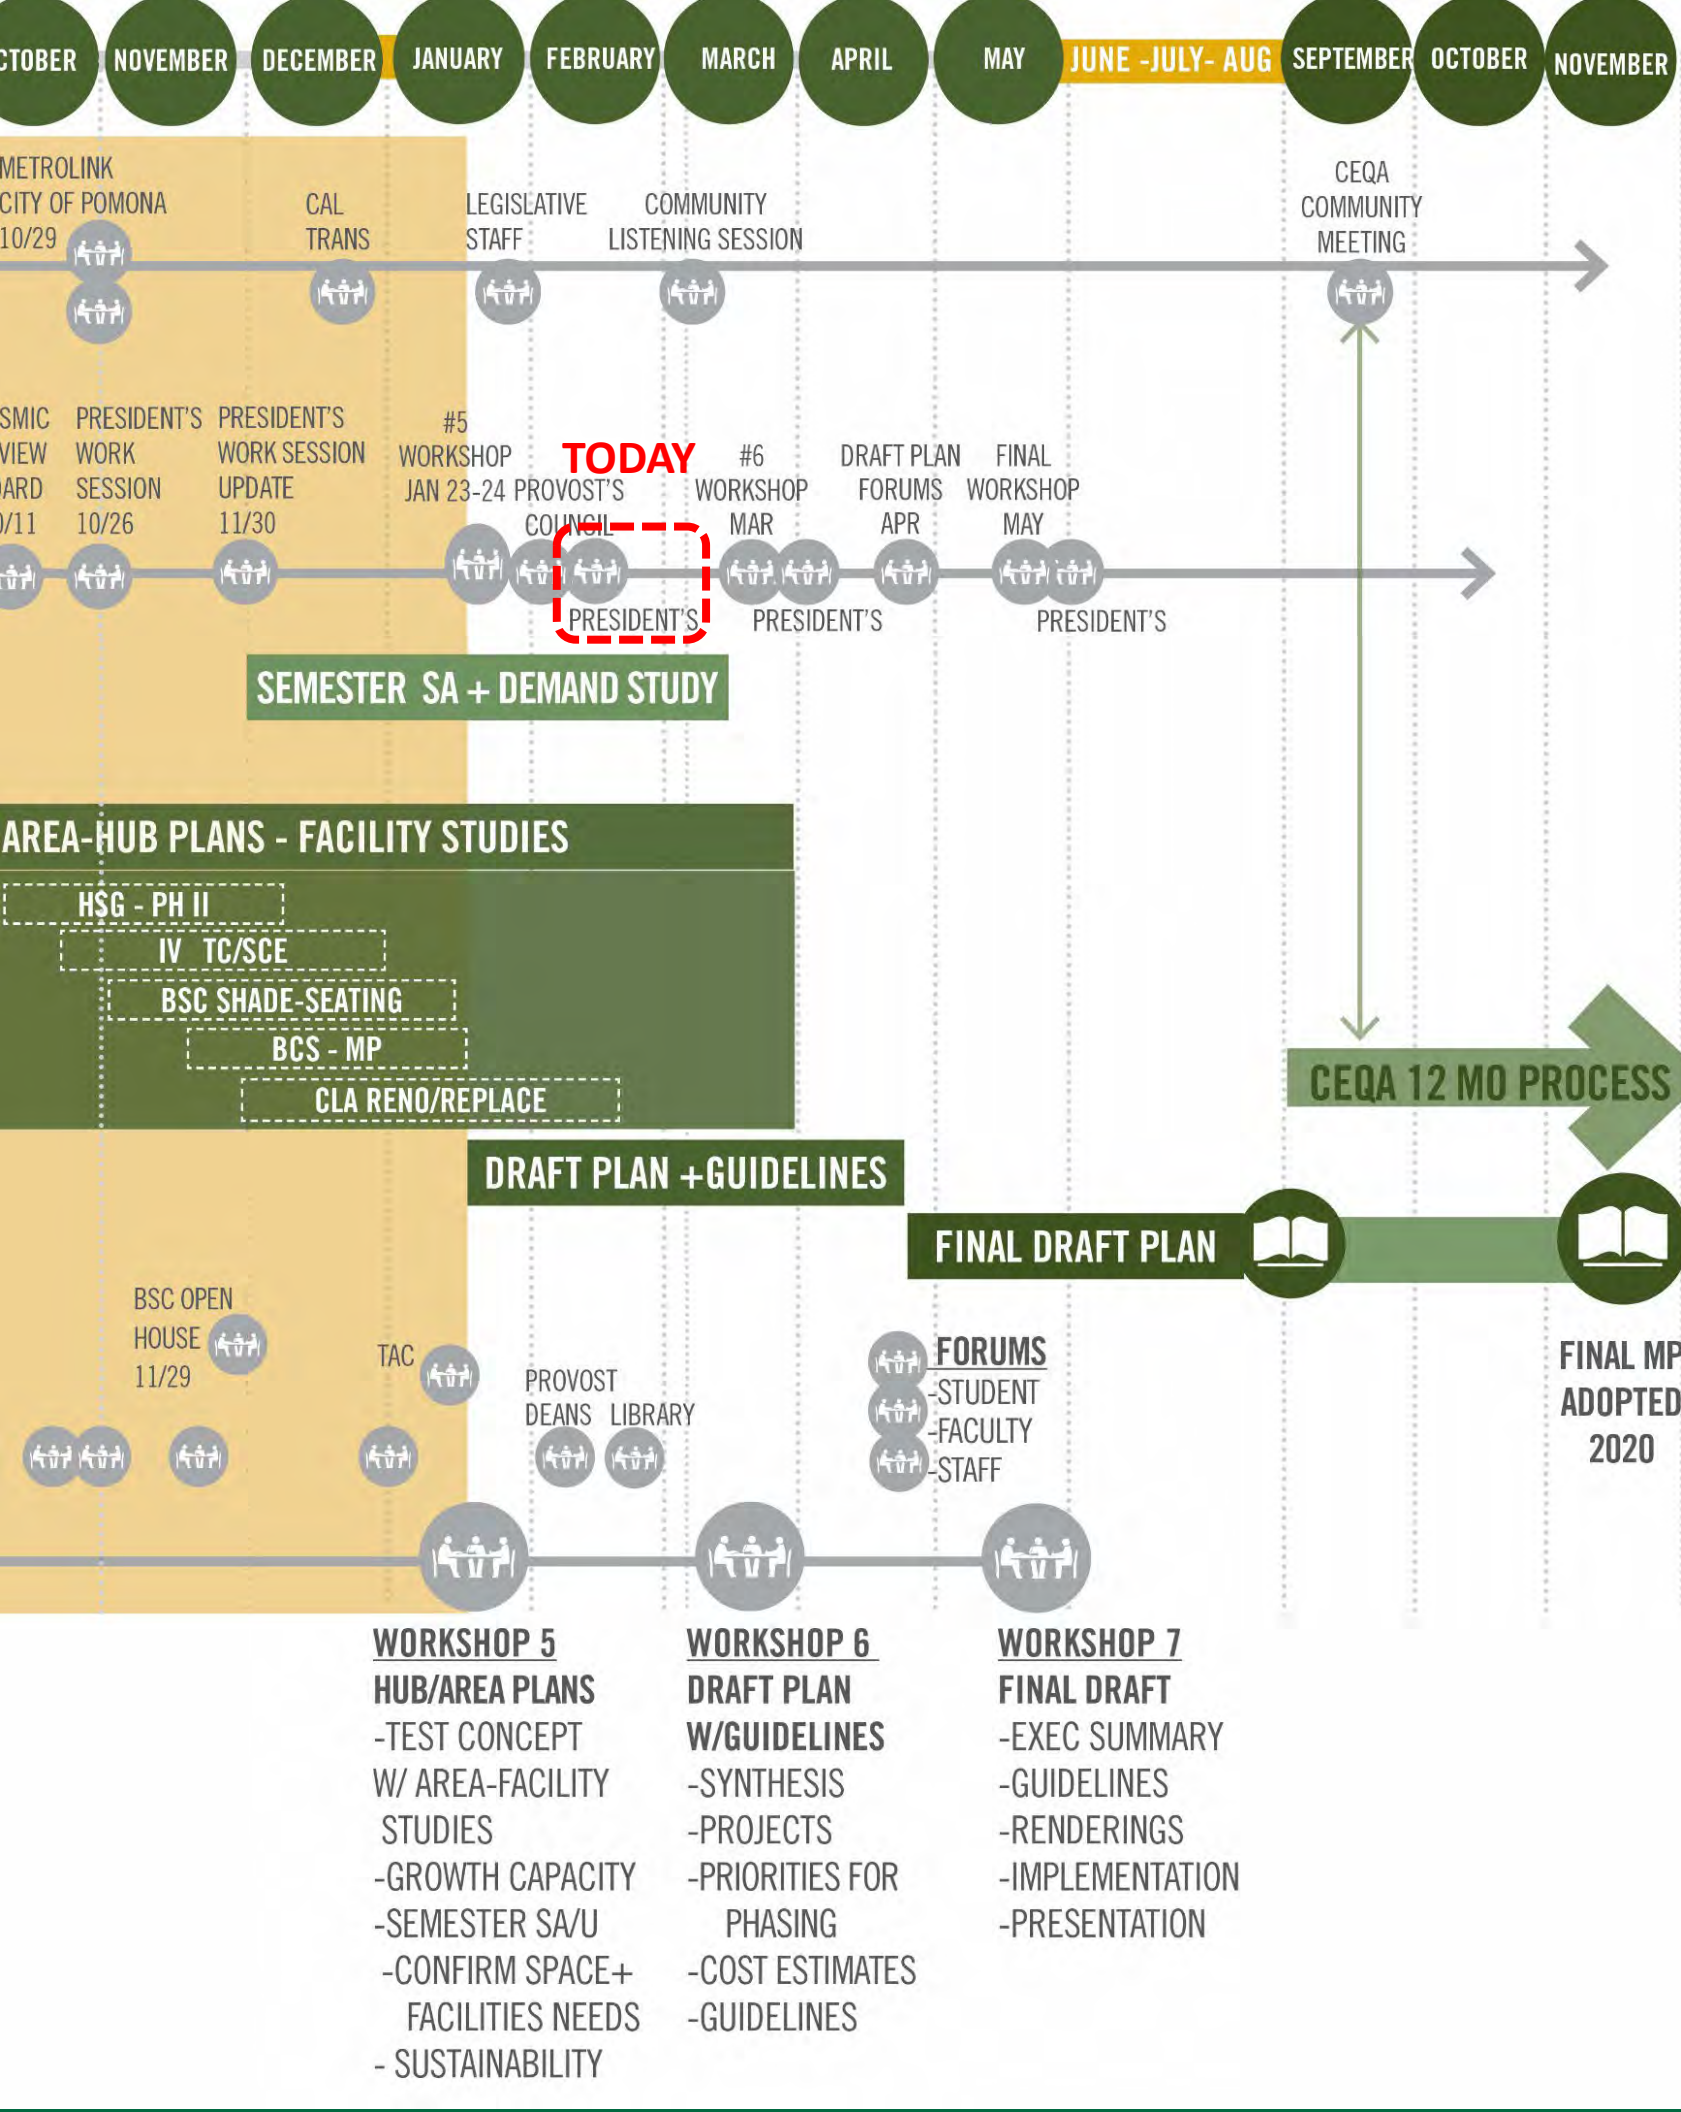 CTOBER NOVEMBER DECEMBER JANUARY FEBRUARY MARCH APRIL MAY JUNE -JULY- AUG SEPTEMBER OCTOBER NOVEMBER
METROLINK
CITY OF POMONA
10/29
CAL
TRANS
LEGISLATIVE
STAFF
COMMUNITY
LISTENING SESSION
CEQA
COMMUNITY
MEETING
SMIC
VIEW
ARD
0/11
PRESIDENT'S
WORK
SESSION
10/26
PRESIDENT'S
WORK SESSION
UPDATE
11/30
#5
WORKSHOP
JAN 23-24
PROVOST'S
COUNCIL
TODAY
PRESIDENT'S
#6
WORKSHOP
MAR
PRESIDENT'S
DRAFT PLAN
FORUMS
APR
FINAL
WORKSHOP
MAY
PRESIDENT'S
SEMESTER SA + DEMAND STUDY
AREA-HUB PLANS - FACILITY STUDIES
HSG - PH II
IV TC/SCE
BSC SHADE-SEATING
BCS - MP
CLA RENO/REPLACE
CEQA 12 MO PROCESS
DRAFT PLAN +GUIDELINES
FINAL DRAFT PLAN
BSC OPEN
HOUSE
11/29
TAC
PROVOST
DEANS
LIBRARY
FORUMS
-STUDENT
-FACULTY
-STAFF
FINAL MP
ADOPTED
2020
WORKSHOP 5
HUB/AREA PLANS
-TEST CONCEPT
W/ AREA-FACILITY
STUDIES
-GROWTH CAPACITY
-SEMESTER SA/U
-CONFIRM SPACE+
FACILITIES NEEDS
- SUSTAINABILITY
WORKSHOP 6
DRAFT PLAN
W/GUIDELINES
-SYNTHESIS
-PROJECTS
-PRIORITIES FOR
PHASING
-COST ESTIMATES
-GUIDELINES
WORKSHOP 7
FINAL DRAFT
-EXEC SUMMARY
-GUIDELINES
-RENDERINGS
-IMPLEMENTATION
-PRESENTATION